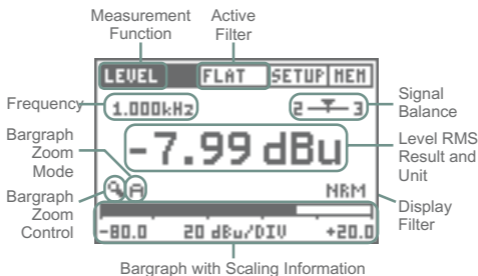 Measurement Function
Active Filter
LEVEL FLAT SETUP MEM
Frequency
1.000kHz
2 3
Signal Balance
Bargraph Zoom Mode
-7.99 dBu
Level RMS Result and Unit
A
NRM
Display Filter
Bargraph Zoom Control
-80.0 20 dBu/DIV +20.0
Bargraph with Scaling Information